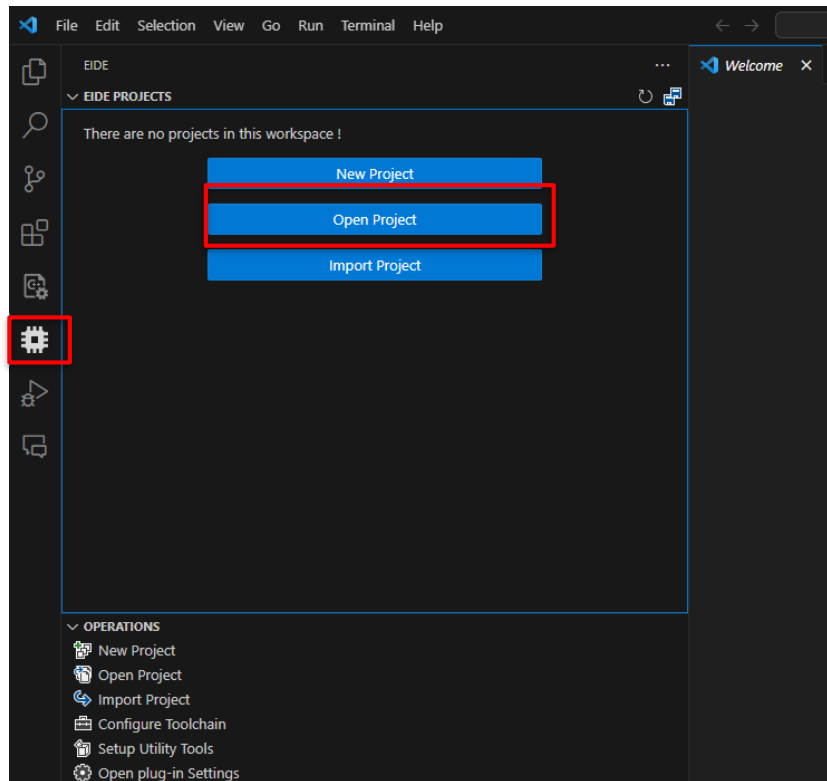 File Edit Selection View Go Run Terminal Help
EIDE
Welcome
EIDE PROJECTS
There are no projects in this workspace !
New Project
Open Project
Import Project
OPERATIONS
New Project
Open Project
Import Project
Configure Toolchain
Setup Utility Tools
Open plug-in Settings